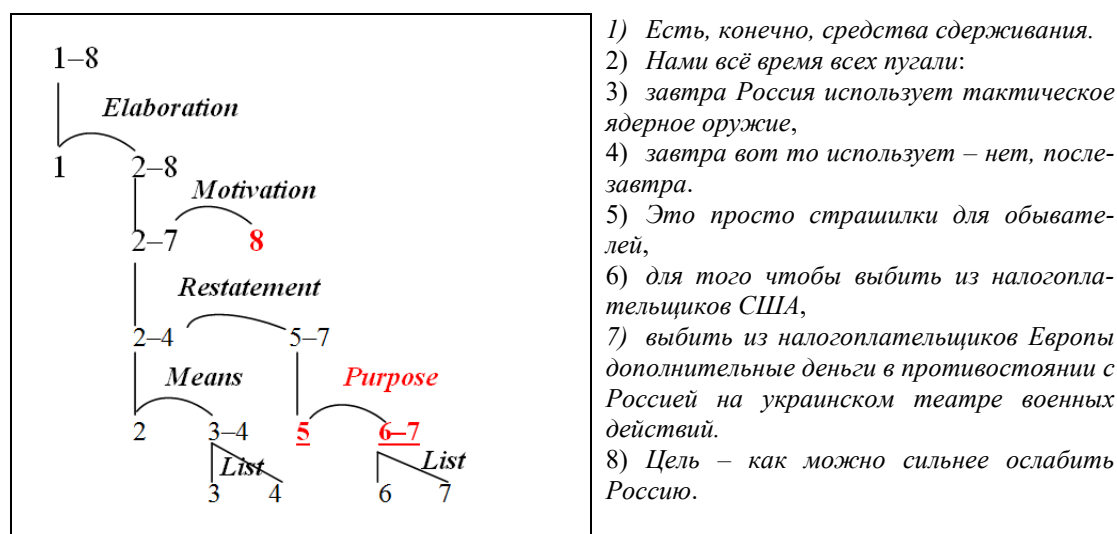 1–8
Elaboration
1 2–8
Motivation
2–7 8
Restatement
2–4 5–7
Means Purpose
2 3–4 5 6–7
List List
3 4 6 7
1) Есть, конечно, средства сдерживания.
2) Нами всё время всех пугали:
3) завтра Россия использует тактическое
ядерное оружие,
4) завтра вот то использует – нет, после-
завтра.
5) Это просто страшилки для обывате-
лей,
6) для того чтобы выбить из налогопла-
тельщиков США,
7) выбить из налогоплательщиков Европы
дополнительные деньги в противостоянии с
Россией на украинском театре военных
действий.
8) Цель – как можно сильнее ослабить
Россию.